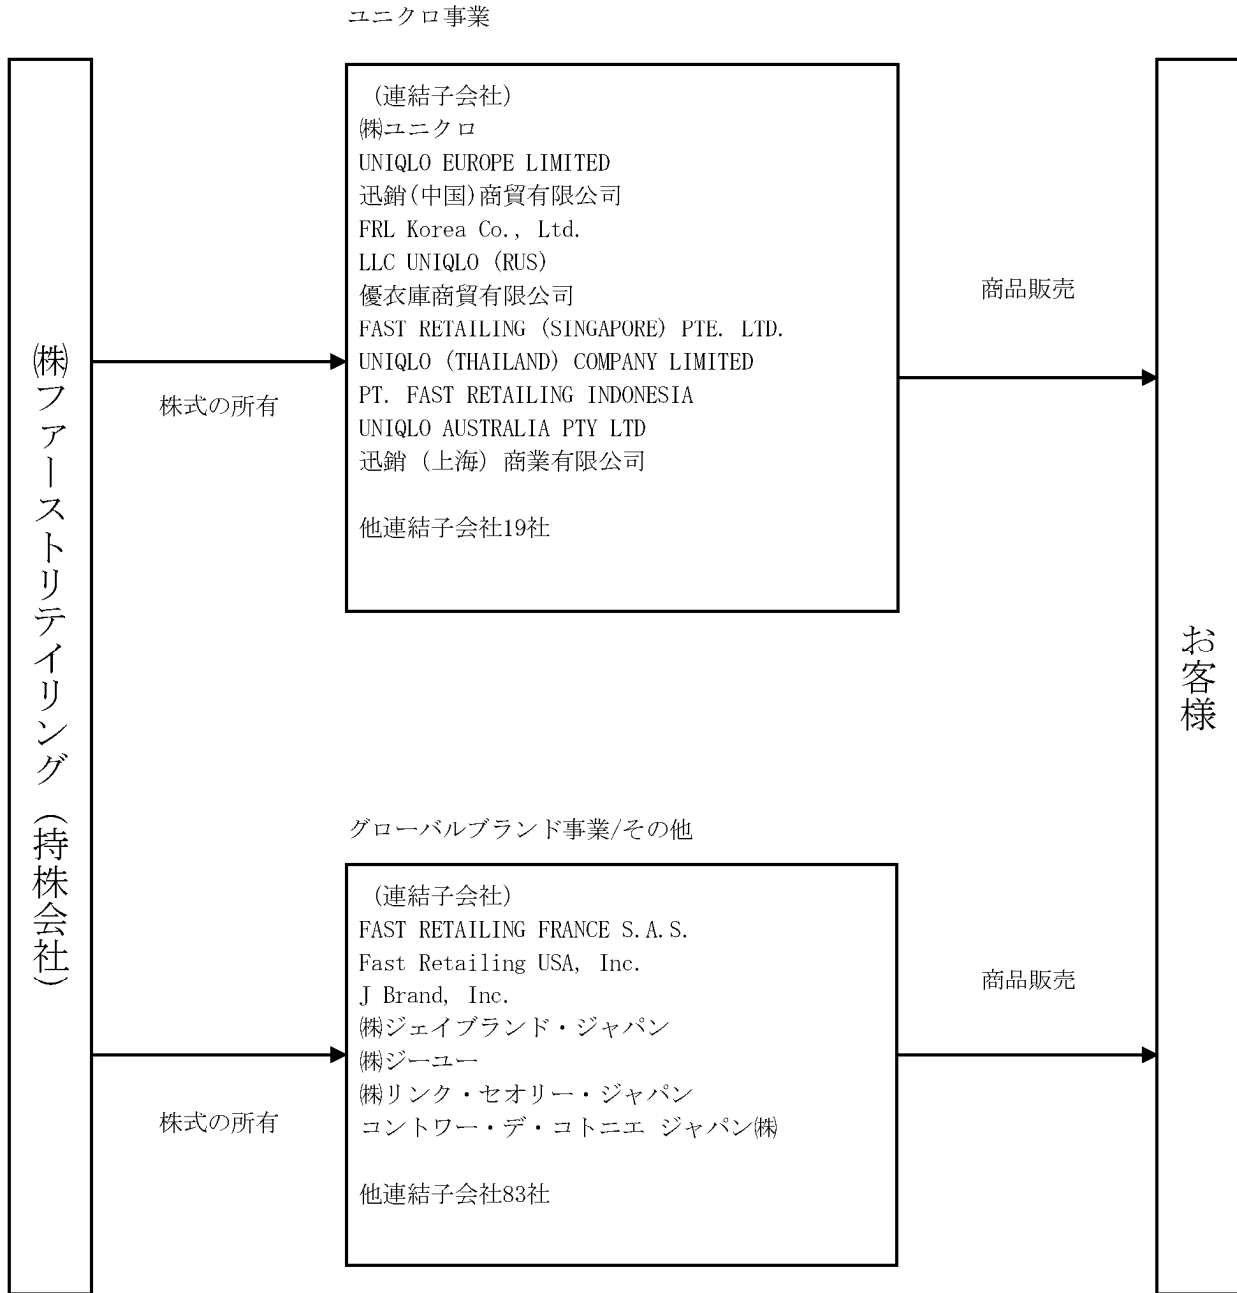 ユニクロ事業
㈱ファーストリテイリング（持株会社）
株式の所有
（連結子会社）
㈱ユニクロ
UNIQLO EUROPE LIMITED
迅銷(中国)商貿有限公司
FRL Korea Co., Ltd.
LLC UNIQLO (RUS)
優衣庫商貿有限公司
FAST RETAILING (SINGAPORE) PTE. LTD.
UNIQLO (THAILAND) COMPANY LIMITED
PT. FAST RETAILING INDONESIA
UNIQLO AUSTRALIA PTY LTD
迅銷（上海）商業有限公司
他連結子会社19社
商品販売
お客様
グローバルブランド事業/その他
株式の所有
（連結子会社）
FAST RETAILING FRANCE S.A.S.
Fast Retailing USA, Inc.
J Brand, Inc.
㈱ジェイブランド・ジャパン
㈱ジーユー
㈱リンク・セオリー・ジャパン
コントワー・デ・コトニエ ジャパン㈱
他連結子会社83社
商品販売